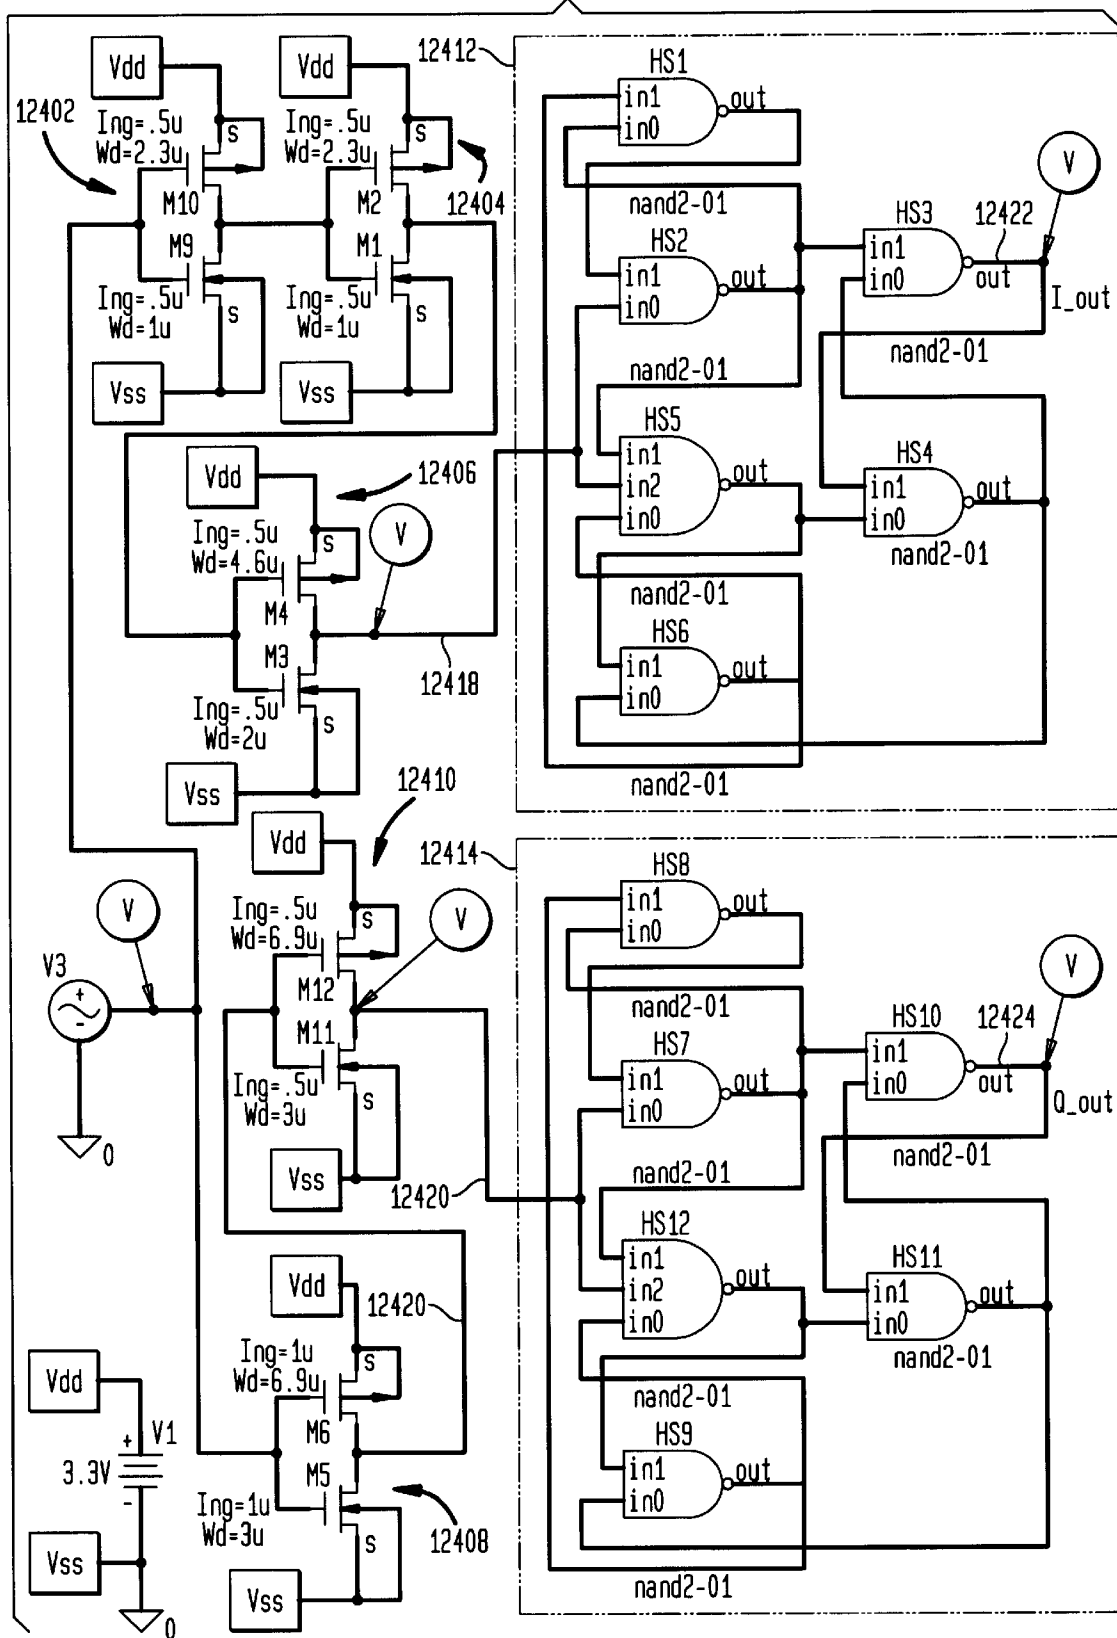 12402
Vdd
Ing=.5u
Wd=2.3u
S
M10
M9
Ing=.5u
Wd=1u
S
Vss
Vdd
Ing=.5u
Wd=2.3u
S
M2
12404
M1
Ing=.5u
Wd=1u
S
Vss
Vdd
12406
Ing=.5u
Wd=4.6u
S
V
M4
M3
12418
Ing=.5u
Wd=2u
S
Vss
12410
Vdd
Ing=.5u
Wd=6.9u
S
V
M12
M11
Ing=.5u
Wd=3u
S
Vss
12420
V
V3
+
-
0
Vdd
12420
Ing=1u
Wd=6.9u
S
M6
M5
Ing=1u
Wd=3u
S
12408
Vss
Vdd
+
V1
3.3V
-
Vss
0
12412
HS1
in1
in0
out
nand2-01
HS2
in1
in0
out
nand2-01
HS3
in1
in0
out
12422
V
I_out
nand2-01
HS5
in1
in2
in0
out
nand2-01
HS4
in1
in0
out
nand2-01
HS6
in1
in0
out
nand2-01
12414
HS8
in1
in0
out
nand2-01
HS7
in1
in0
out
nand2-01
HS10
in1
in0
out
12424
V
Q_out
nand2-01
HS12
in1
in2
in0
out
nand2-01
HS11
in1
in0
out
nand2-01
HS9
in1
in0
out
nand2-01